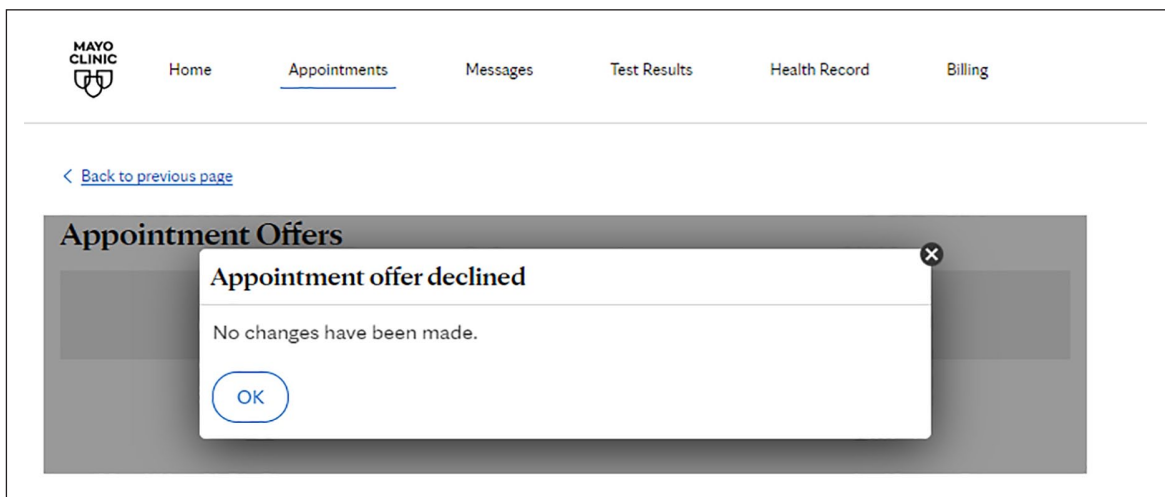 MAYO
CLINIC
Home Appointments Messages Test Results Health Record Billing
Back to previous page
Appointment Offers
Appointment offer declined
No changes have been made.
OK